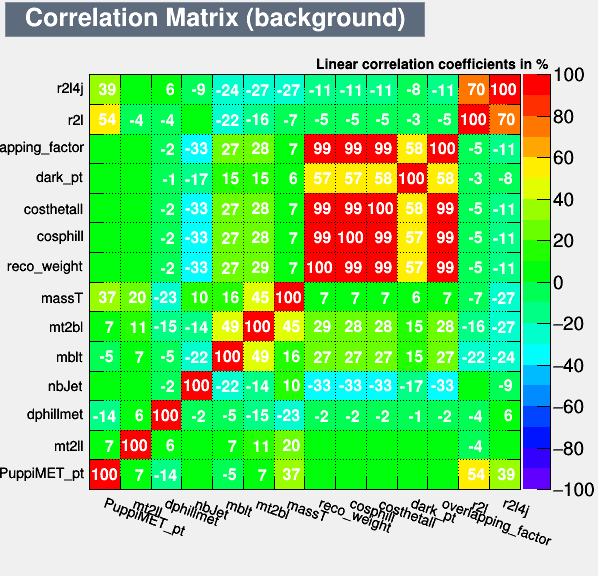 Correlation Matrix (background)
Linear correlation coefficients in %
r2l4j 39 6 -9 -24 -27 -27 -11 -11 -11 -8 -11 70 100
r2l 54 -4 -4 -22 -16 -7 -5 -5 -5 -3 -5 100 70
apping_factor -2 -33 27 28 7 99 99 99 58 100 -5 -11
dark_pt -1 -17 15 15 6 57 57 58 100 58 -3 -8
costhetall -2 -33 27 28 7 99 99 100 58 99 -5 -11
cosphill -2 -33 27 28 7 99 100 99 57 99 -5 -11
reco_weight -2 -33 27 29 7 100 99 99 57 99 -5 -11
massT 37 20 -23 10 16 45 100 7 7 7 6 7 -7 -27
mt2bl 7 11 -15 -14 49 100 45 29 28 28 15 28 -16 -27
mblt -5 7 -5 -22 100 49 16 27 27 27 15 27 -22 -24
nbJet -2 100 -22 -14 10 -33 -33 -33 -17 -33 -9
dphillmet -14 6 100 -2 -5 -15 -23 -2 -2 -2 -1 -2 -4 6
mt2ll 7 100 6 7 11 20 -4
PuppiMET_pt 100 7 -14 -5 7 37 54 39
PuppiMET_pt mt2ll dphillmet nbJet mblt mt2bl massT reco_weight cosphill costhetall dark_pt overlapping_factor r2l r2l4j
100
80
60
40
20
0
−20
−40
−60
−80
−100